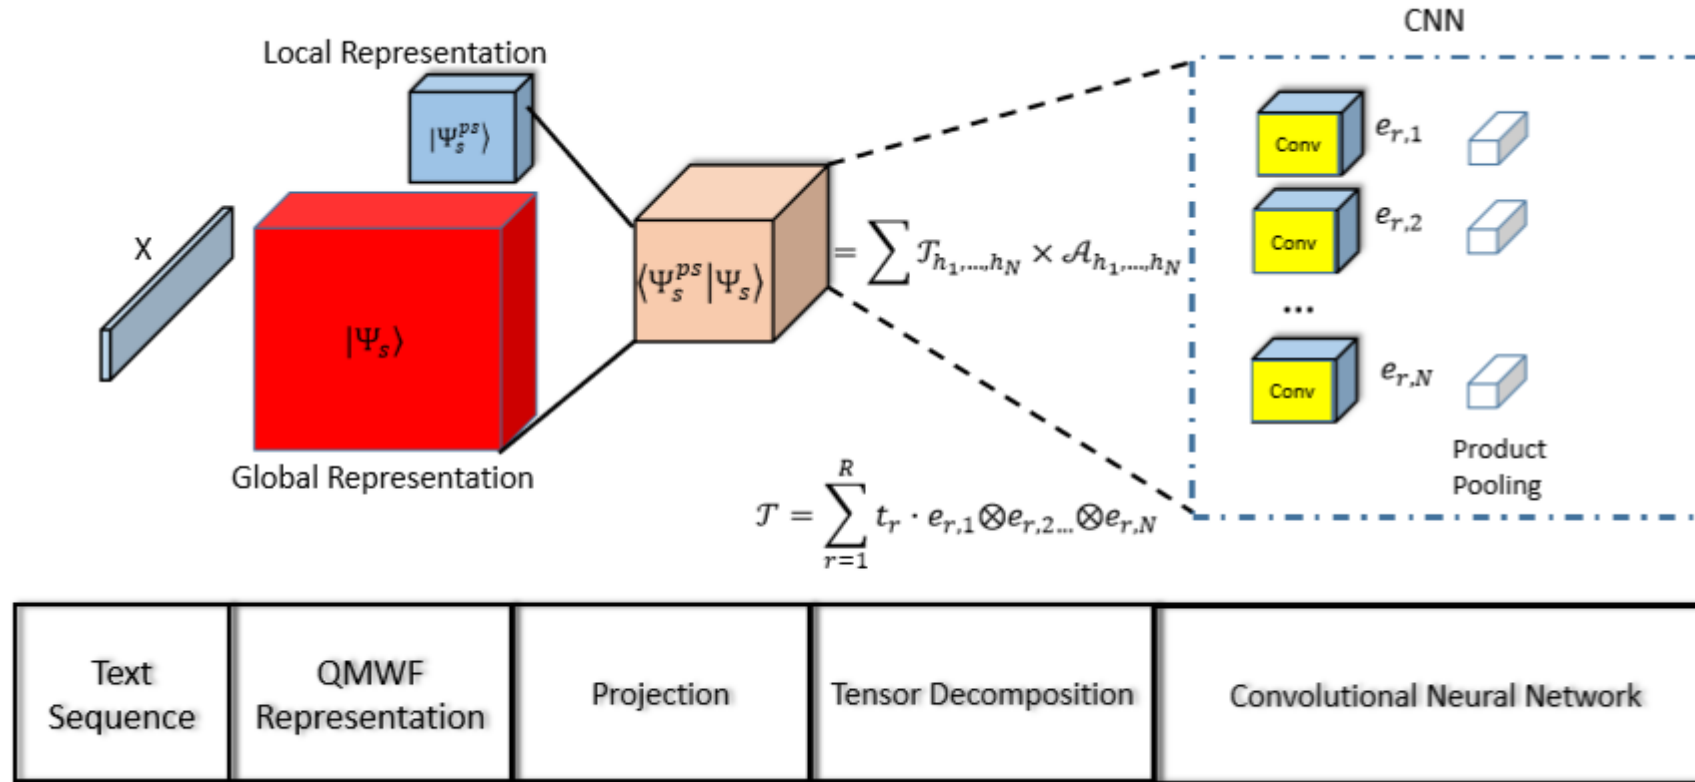 CNN
Local Representation
|Ψ_s^{ps}⟩
X
|Ψ_s⟩
Global Representation
⟨Ψ_s^{ps}|Ψ_s⟩
= ∑ 𝒯_{h_1,…,h_N} × 𝒜_{h_1,…,h_N}
𝒯 = ∑_{r=1}^{R} t_r · e_{r,1}⊗e_{r,2…}⊗e_{r,N}
Conv
e_{r,1}
Conv
e_{r,2}
...
Conv
e_{r,N}
Product
Pooling
Text
Sequence
QMWF
Representation
Projection
Tensor Decomposition
Convolutional Neural Network